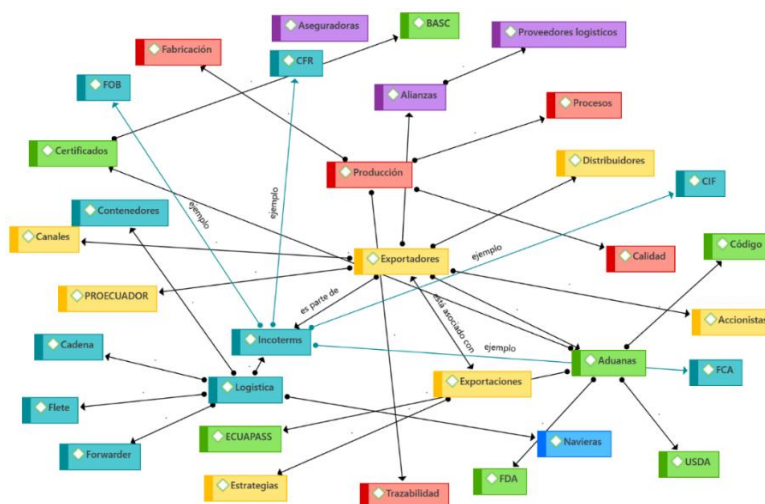 Aseguradoras
BASC
Proveedores logísticos
Fabricación
CFR
FOB
Alianzas
Procesos
Certificados
Distribuidores
Producción
CIF
ejemplo
ejemplo
Contenedores
Canales
ejemplo
Código
Exportadores
Calidad
PROECUADOR
es parte de
está asociado con
Accionistas
Cadena
Incoterms
ejemplo
Aduanas
FCA
Logística
Exportaciones
Flete
ECUAPASS
Navieras
Forwarder
USDA
Estrategias
FDA
Trazabilidad